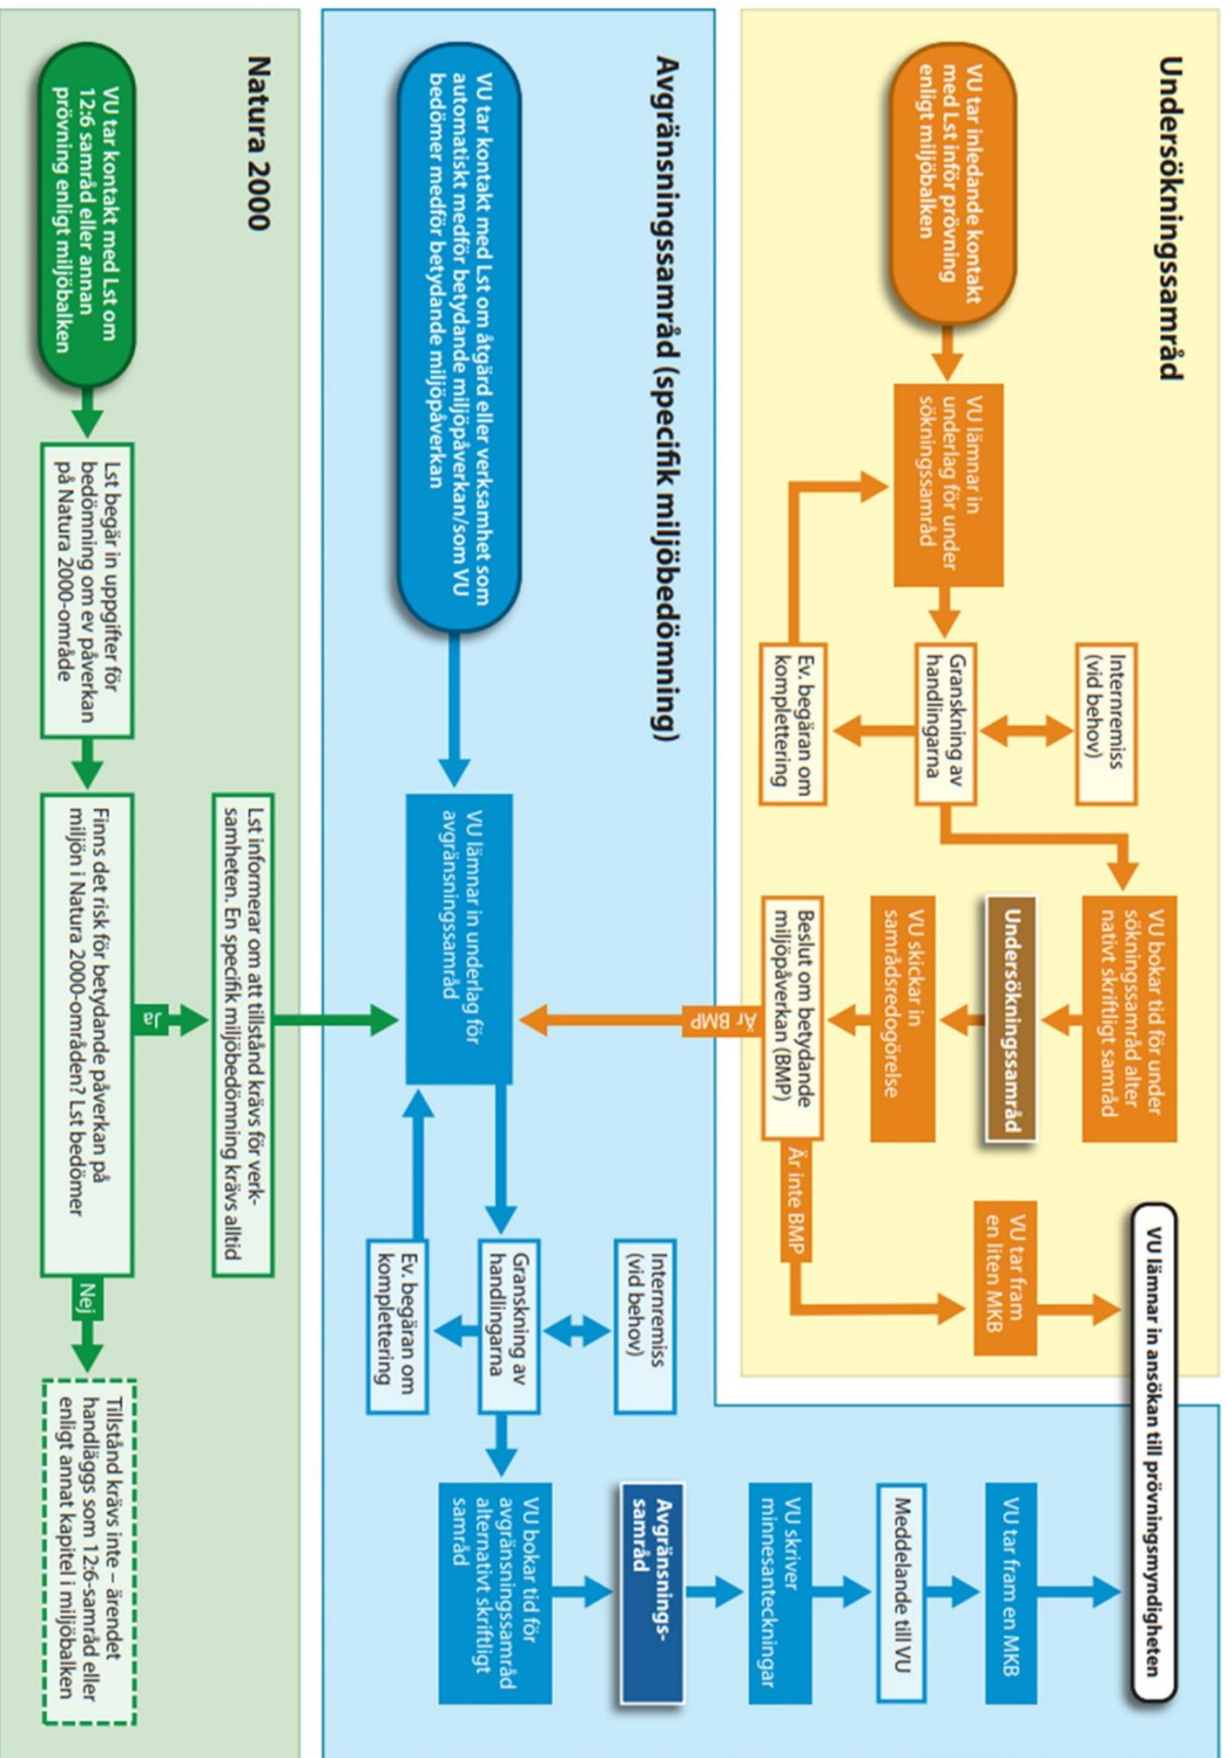 Undersökningssamråd
VU tar inledande kontakt
med Lst inför prövning
enligt miljöbalken
VU lämnar in
underlag för under
sökningssamråd
Internremiss
(vid behov)
Granskning av
handlingarna
Ev. begäran om
komplettering
VU bokar tid för under
sökningssamråd alter
nativt skriftligt samråd
Undersökningssamråd
VU skickar in
samrådsredogörelse
Beslut om betydande
miljöpåverkan (BMP)
Är BMP
Är inte BMP
VU tar fram
en liten MKB
VU lämnar in ansökan till prövningsmyndigheten
Avgränsningssamråd (specifik miljöbedömning)
VU tar kontakt med Lst om åtgärd eller verksamhet som
automatiskt medför betydande miljöpåverkan/som VU
bedömer medför betydande miljöpåverkan
VU lämnar in underlag för
avgränsningssamråd
Internremiss
(vid behov)
Granskning av
handlingarna
Ev. begäran om
komplettering
VU bokar tid för
avgränsningssamråd
alternativt skriftligt
samråd
Avgränsnings-
samråd
VU skriver
minnesanteckningar
Meddelande till VU
VU tar fram en MKB
Natura 2000
VU tar kontakt med Lst om
12:6 samråd eller annan
prövning enligt miljöbalken
Lst begär in uppgifter för
bedömning om ev påverkan
på Natura 2000-område
Lst informerar om att tillstånd krävs för verk-
samheten. En specifik miljöbedömning krävs alltid
Ja
Finns det risk för betydande påverkan på
miljön i Natura 2000-områden? Lst bedömer
Nej
Tillstånd krävs inte – ärendet
handläggs som 12:6-samråd eller
enligt annat kapitel i miljöbalken